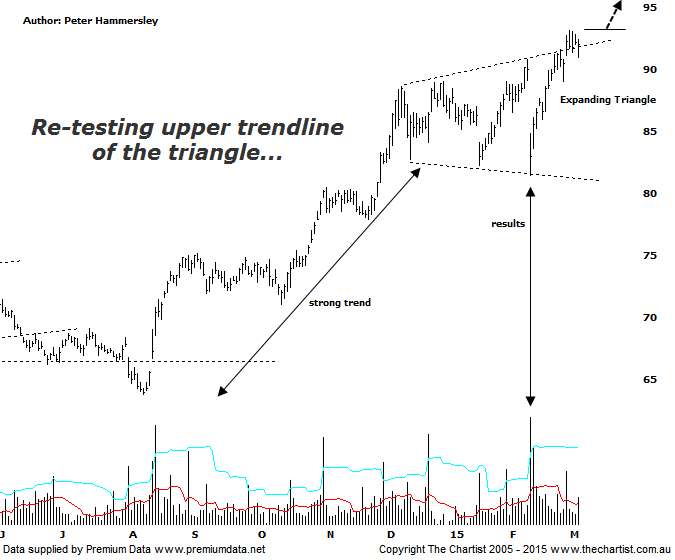 Author: Peter Hammersley
95
Re-testing upper trendline
of the triangle...
90
Expanding Triangle
85
80
results
75
strong trend
70
65
J J A S O N D 15 F M
Data supplied by Premium Data www.premiumdata.net
Copyright The Chartist 2005 - 2015 www.thechartist.com.au